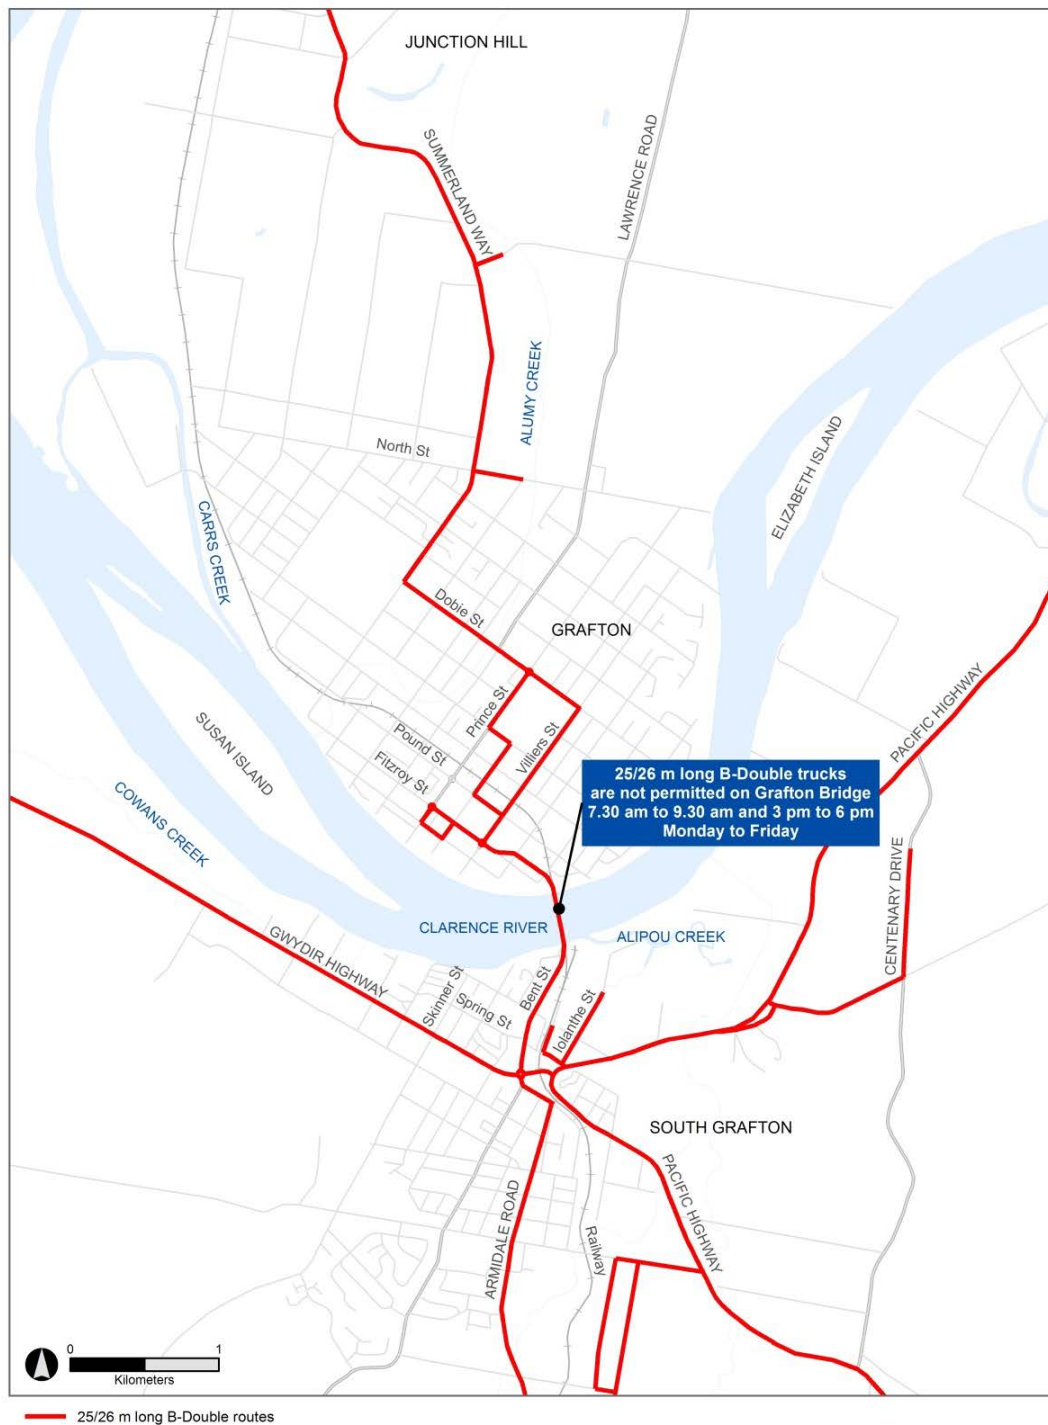 JUNCTION HILL
SUMMERLAND WAY
LAWRENCE ROAD
ALUMY CREEK
North St
ELIZABETH ISLAND
CARRS CREEK
Dobie St
GRAFTON
PACIFIC HIGHWAY
Prince St
SUSAN ISLAND
Pound St
Villiers St
Fitzroy St
25/26 m long B-Double trucks
are not permitted on Grafton Bridge
7.30 am to 9.30 am and 3 pm to 6 pm
Monday to Friday
COWANS CREEK
CENTENARY DRIVE
CLARENCE RIVER
ALIPOU CREEK
GWYDIR HIGHWAY
Skinner St
Bent St
Spring St
Iolanthe St
SOUTH GRAFTON
PACIFIC HIGHWAY
ARMIDALE ROAD
Railway
0 1
Kilometers
25/26 m long B-Double routes